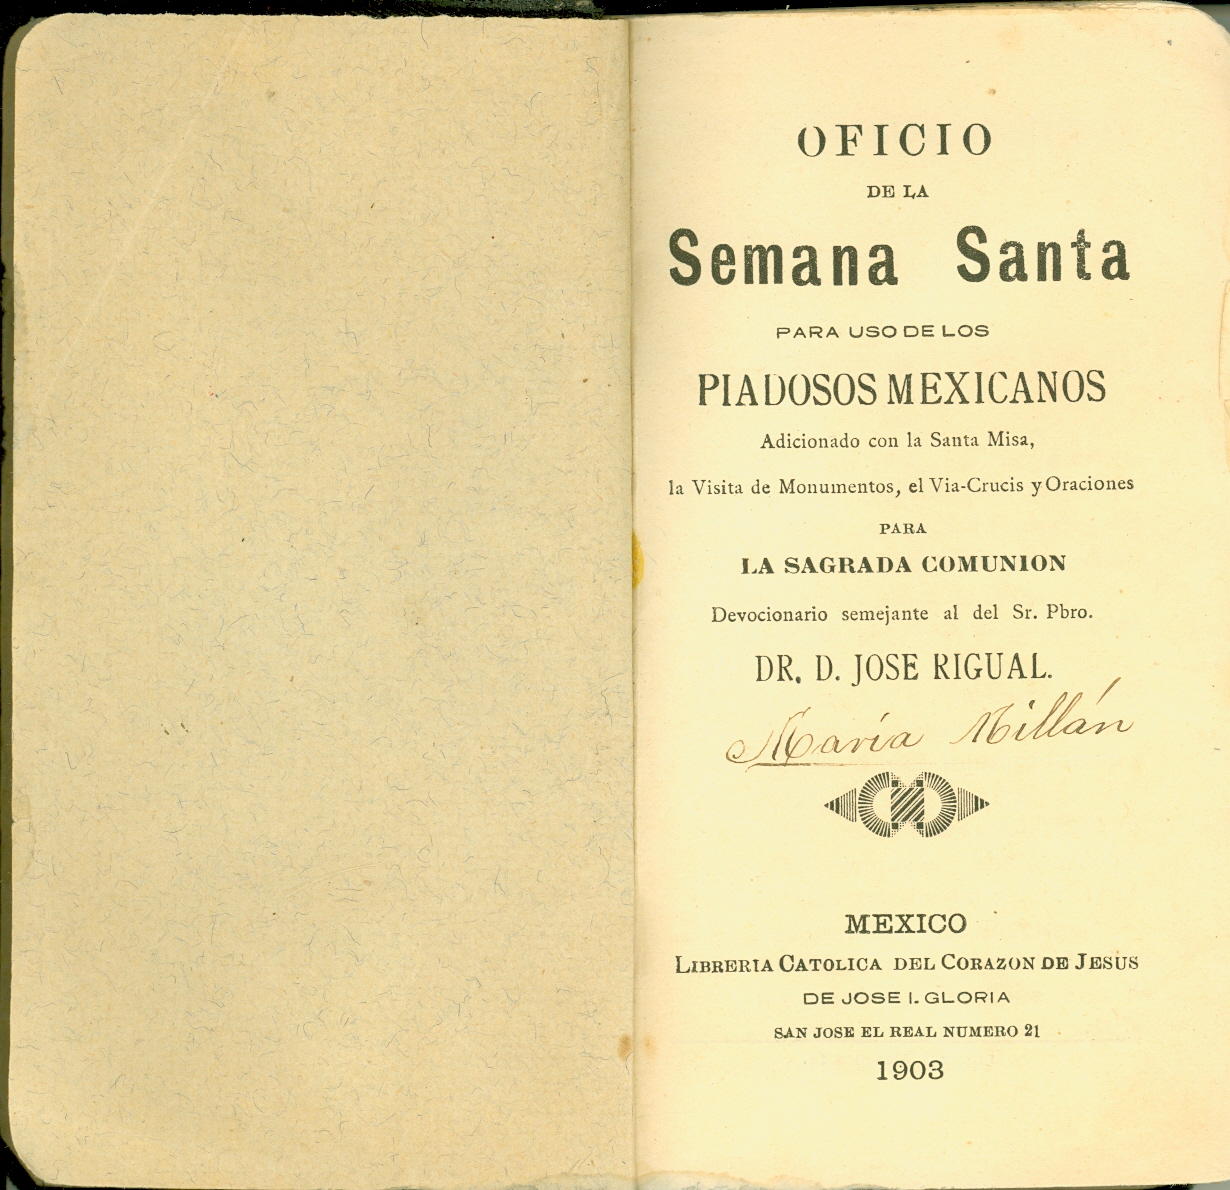 OFICIO
DE LA
Semana Santa
PARA USO DE LOS
PIADOSOS MEXICANOS
Adicionado con la Santa Misa,
la Visita de Monumentos, el Via-Crucis y Oraciones
PARA
LA SAGRADA COMUNION
Devocionario semejante al del Sr. Pbro.
DR. D. JOSE RIGUAL.
María Millán
MEXICO
LIBRERIA CATOLICA DEL CORAZON DE JESUS
DE JOSE I. GLORIA
SAN JOSE EL REAL NUMERO 21
1903